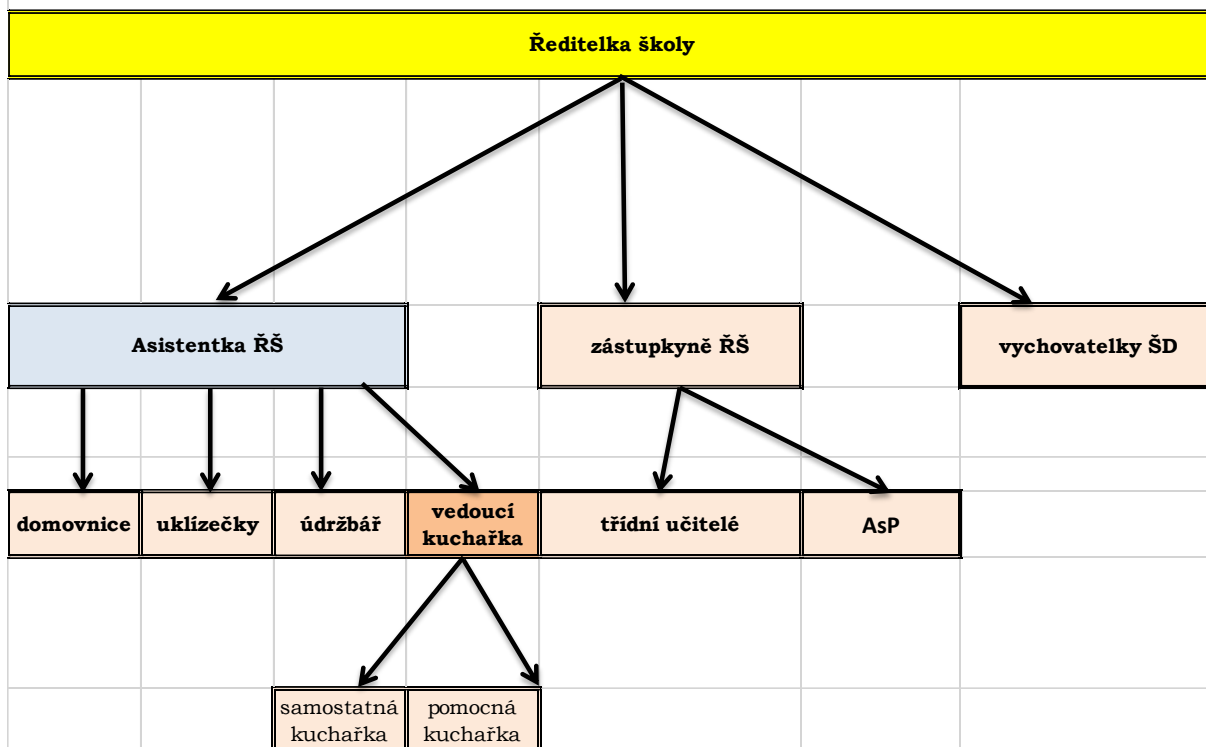 Ředitelka školy
Asistentka ŘŠ
zástupkyně ŘŠ
vychovatelky ŠD
domovnice
uklízečky
údržbář
vedoucí
kuchařka
třídní učitelé
AsP
samostatná
kuchařka
pomocná
kuchařka